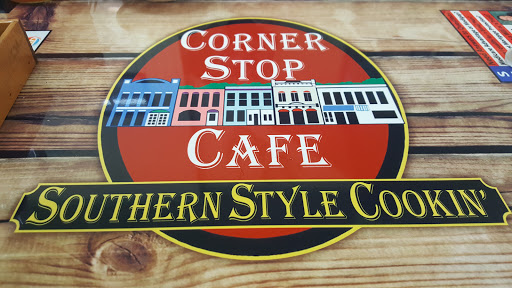 CORNER
STOP
CAFE
SOUTHERN STYLE COOKIN'